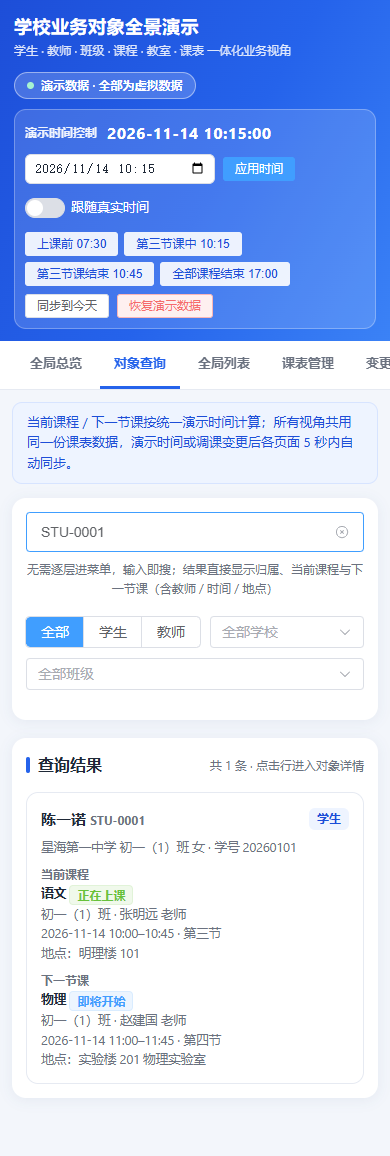 学校业务对象全景演示
学生 · 教师 · 班级 · 课程 · 教室 · 课表 一体化业务视角
演示数据 · 全部为虚拟数据
演示时间控制 2026-11-14 10:15:00
2026/11/14 10:15 应用时间
跟随真实时间
上课前 07:30 第三节课中 10:15
第三节课结束 10:45 全部课程结束 17:00
同步到今天 恢复演示数据
全局总览 对象查询 全局列表 课表管理 变更
当前课程 / 下一节课按统一演示时间计算；所有视角共用
同一份课表数据，演示时间或调课变更后各页面 5 秒内自
动同步。
STU-0001
无需逐层进菜单，输入即搜；结果直接显示归属、当前课程与下
一节课（含教师 / 时间 / 地点）
全部 学生 教师 全部学校
全部班级
查询结果 共 1 条 · 点击行进入对象详情
陈一诺 STU-0001 学生
星海第一中学 初一（1）班 女 · 学号 20260101
当前课程
语文 正在上课
初一（1）班 · 张明远 老师
2026-11-14 10:00–10:45 · 第三节
地点：明理楼 101
下一节课
物理 即将开始
初一（1）班 · 赵建国 老师
2026-11-14 11:00–11:45 · 第四节
地点：实验楼 201 物理实验室